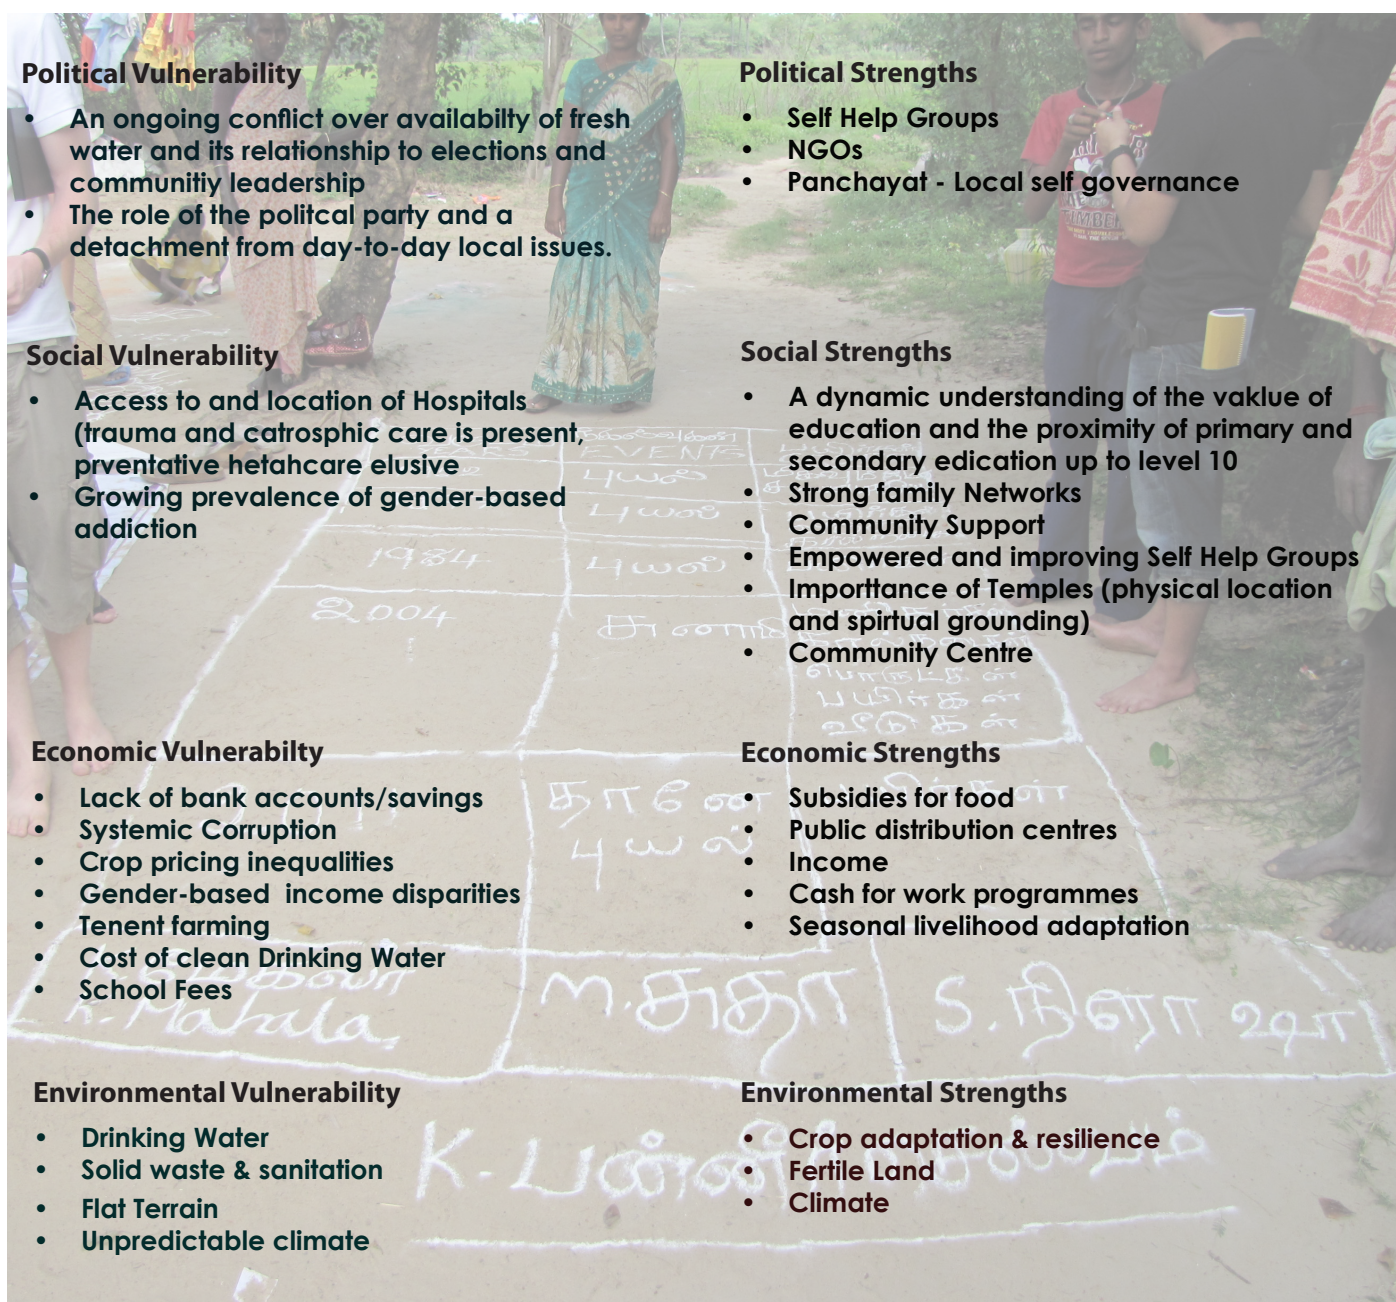 Political Vulnerability
• An ongoing conflict over availabilty of fresh
water and its relationship to elections and
communitiy leadership
• The role of the politcal party and a
detachment from day-to-day local issues.
Political Strengths
• Self Help Groups
• NGOs
• Panchayat - Local self governance
Social Vulnerability
• Access to and location of Hospitals
(trauma and catrosphic care is present,
prventative hetahcare elusive
• Growing prevalence of gender-based
addiction
Social Strengths
• A dynamic understanding of the vaklue of
education and the proximity of primary and
secondary edication up to level 10
• Strong family Networks
• Community Support
• Empowered and improving Self Help Groups
• Importtance of Temples (physical location
and spirtual grounding)
• Community Centre
Economic Vulnerabilty
• Lack of bank accounts/savings
• Systemic Corruption
• Crop pricing inequalities
• Gender-based income disparities
• Tenent farming
• Cost of clean Drinking Water
• School Fees
Economic Strengths
• Subsidies for food
• Public distribution centres
• Income
• Cash for work programmes
• Seasonal livelihood adaptation
Environmental Vulnerability
• Drinking Water
• Solid waste & sanitation
• Flat Terrain
• Unpredictable climate
Environmental Strengths
• Crop adaptation & resilience
• Fertile Land
• Climate
EVENTS
புயல்
புயல்
1984 புயல்
2004 சுனாமி
பயிர்கள்
வீடுகள்
தானே
புயல்
K. Mahala
M. சுதா